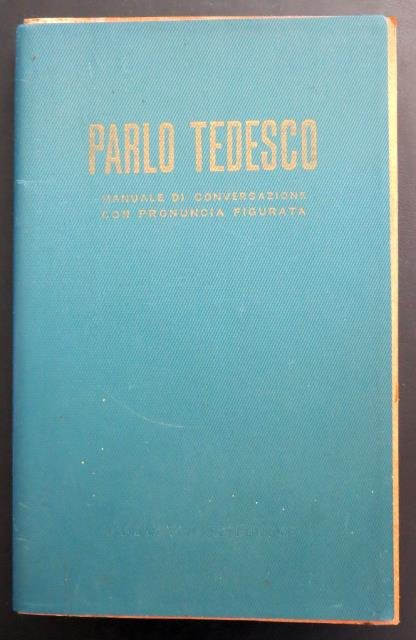 PARLO TEDESCO
MANUALE DI CONVERSAZIONE
CON PRONUNCIA FIGURATA